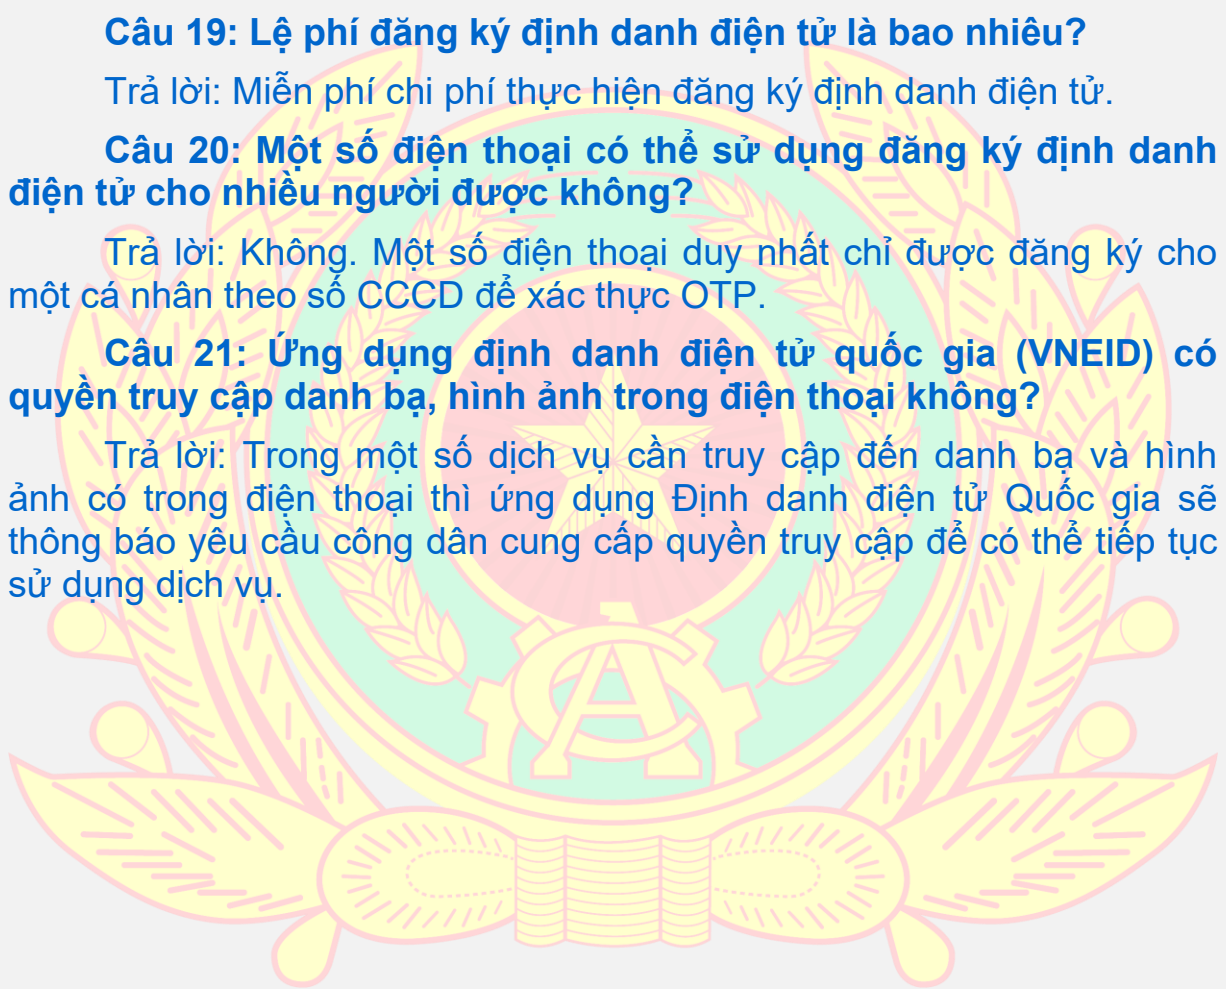 Câu 19: Lệ phí đăng ký định danh điện tử là bao nhiêu?
Trả lời: Miễn phí chi phí thực hiện đăng ký định danh điện tử.
Câu 20: Một số điện thoại có thể sử dụng đăng ký định danh
điện tử cho nhiều người được không?
Trả lời: Không. Một số điện thoại duy nhất chỉ được đăng ký cho
một cá nhân theo số CCCD để xác thực OTP.
Câu 21: Ứng dụng định danh điện tử quốc gia (VNEID) có
quyền truy cập danh bạ, hình ảnh trong điện thoại không?
Trả lời: Trong một số dịch vụ cần truy cập đến danh bạ và hình
ảnh có trong điện thoại thì ứng dụng Định danh điện tử Quốc gia sẽ
thông báo yêu cầu công dân cung cấp quyền truy cập để có thể tiếp tục
sử dụng dịch vụ.
CA